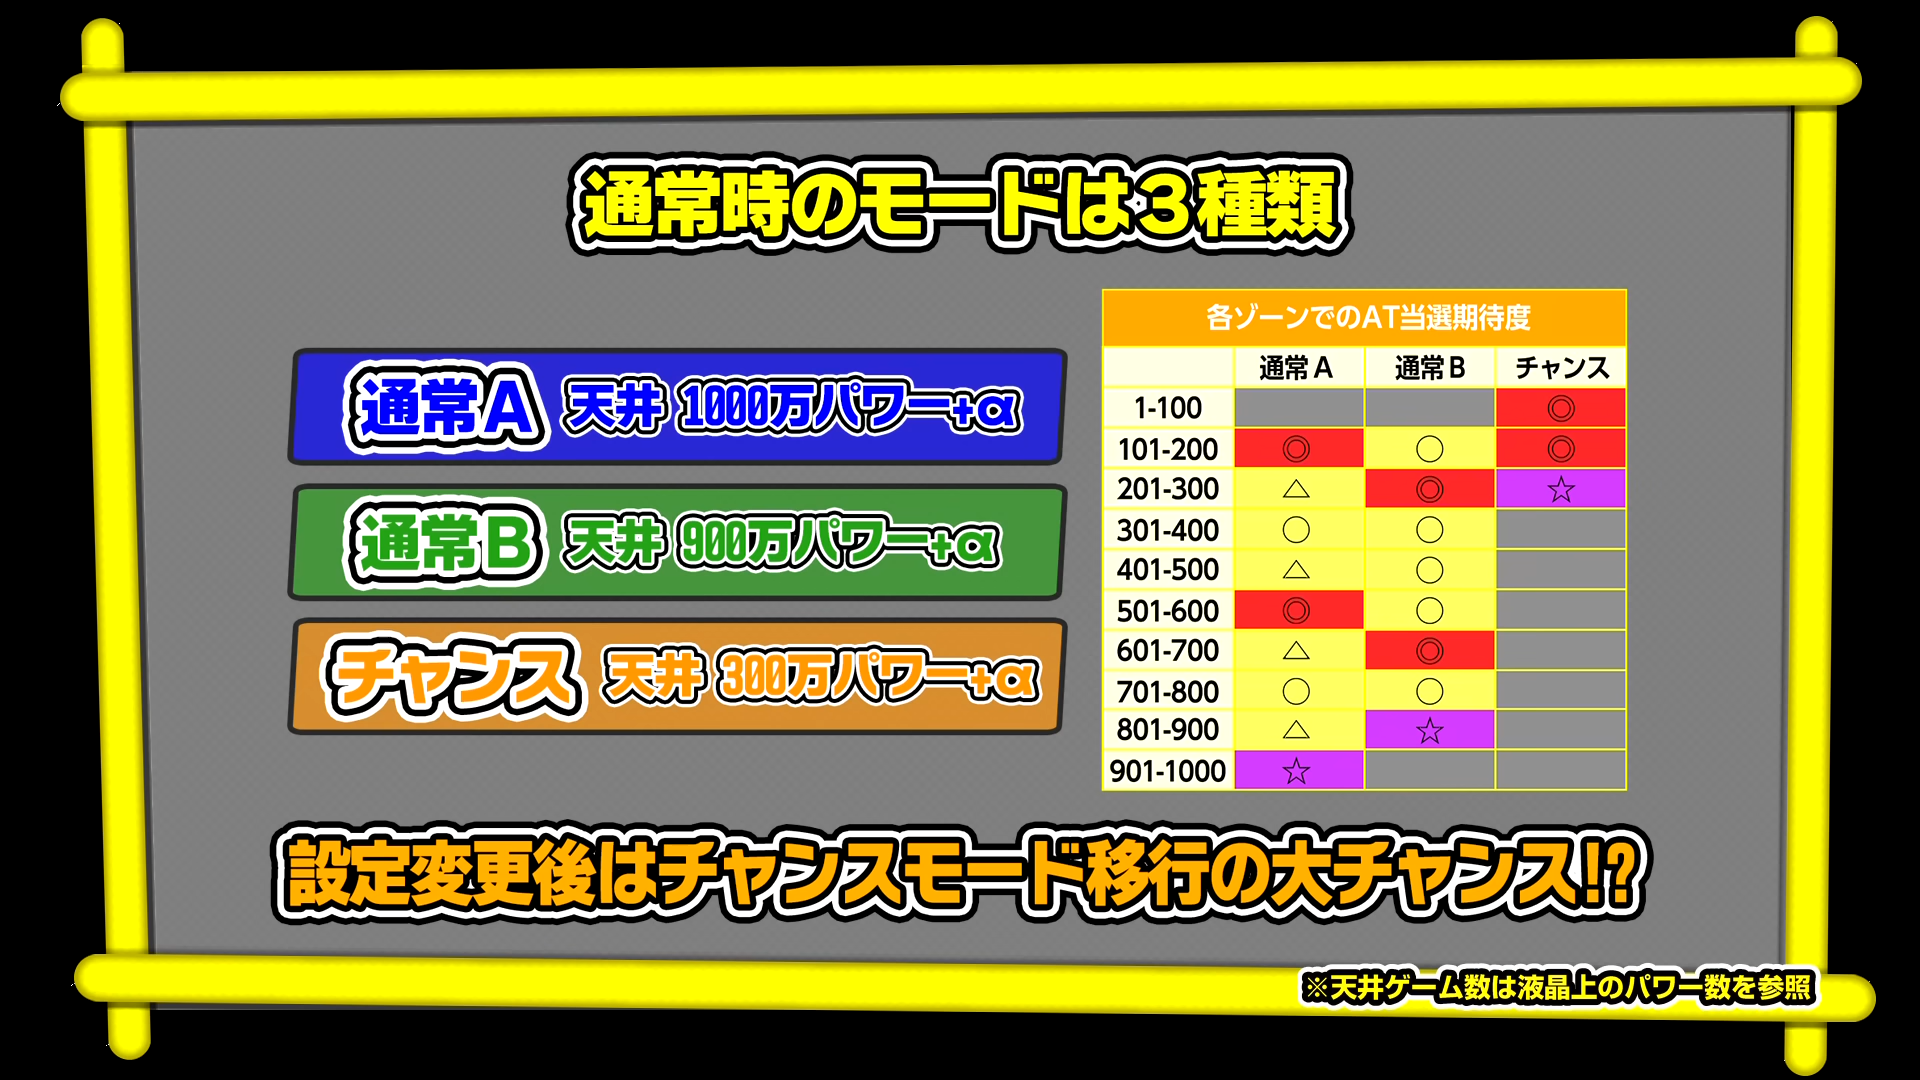 通常時のモードは3種類
通常A 天井 1000万パワー+α
通常B 天井 900万パワー+α
チャンス 天井 300万パワー+α
各ゾーンでのAT当選期待度
通常A 通常B チャンス
1-100 ◎
101-200 ◎ ○ ◎
201-300 △ ◎ ☆
301-400 ○ ○
401-500 △ ○
501-600 ◎ ○
601-700 △ ◎
701-800 ○ ○
801-900 △ ☆
901-1000 ☆
設定変更後はチャンスモード移行の大チャンス!?
※天井ゲーム数は液晶上のパワー数を参照